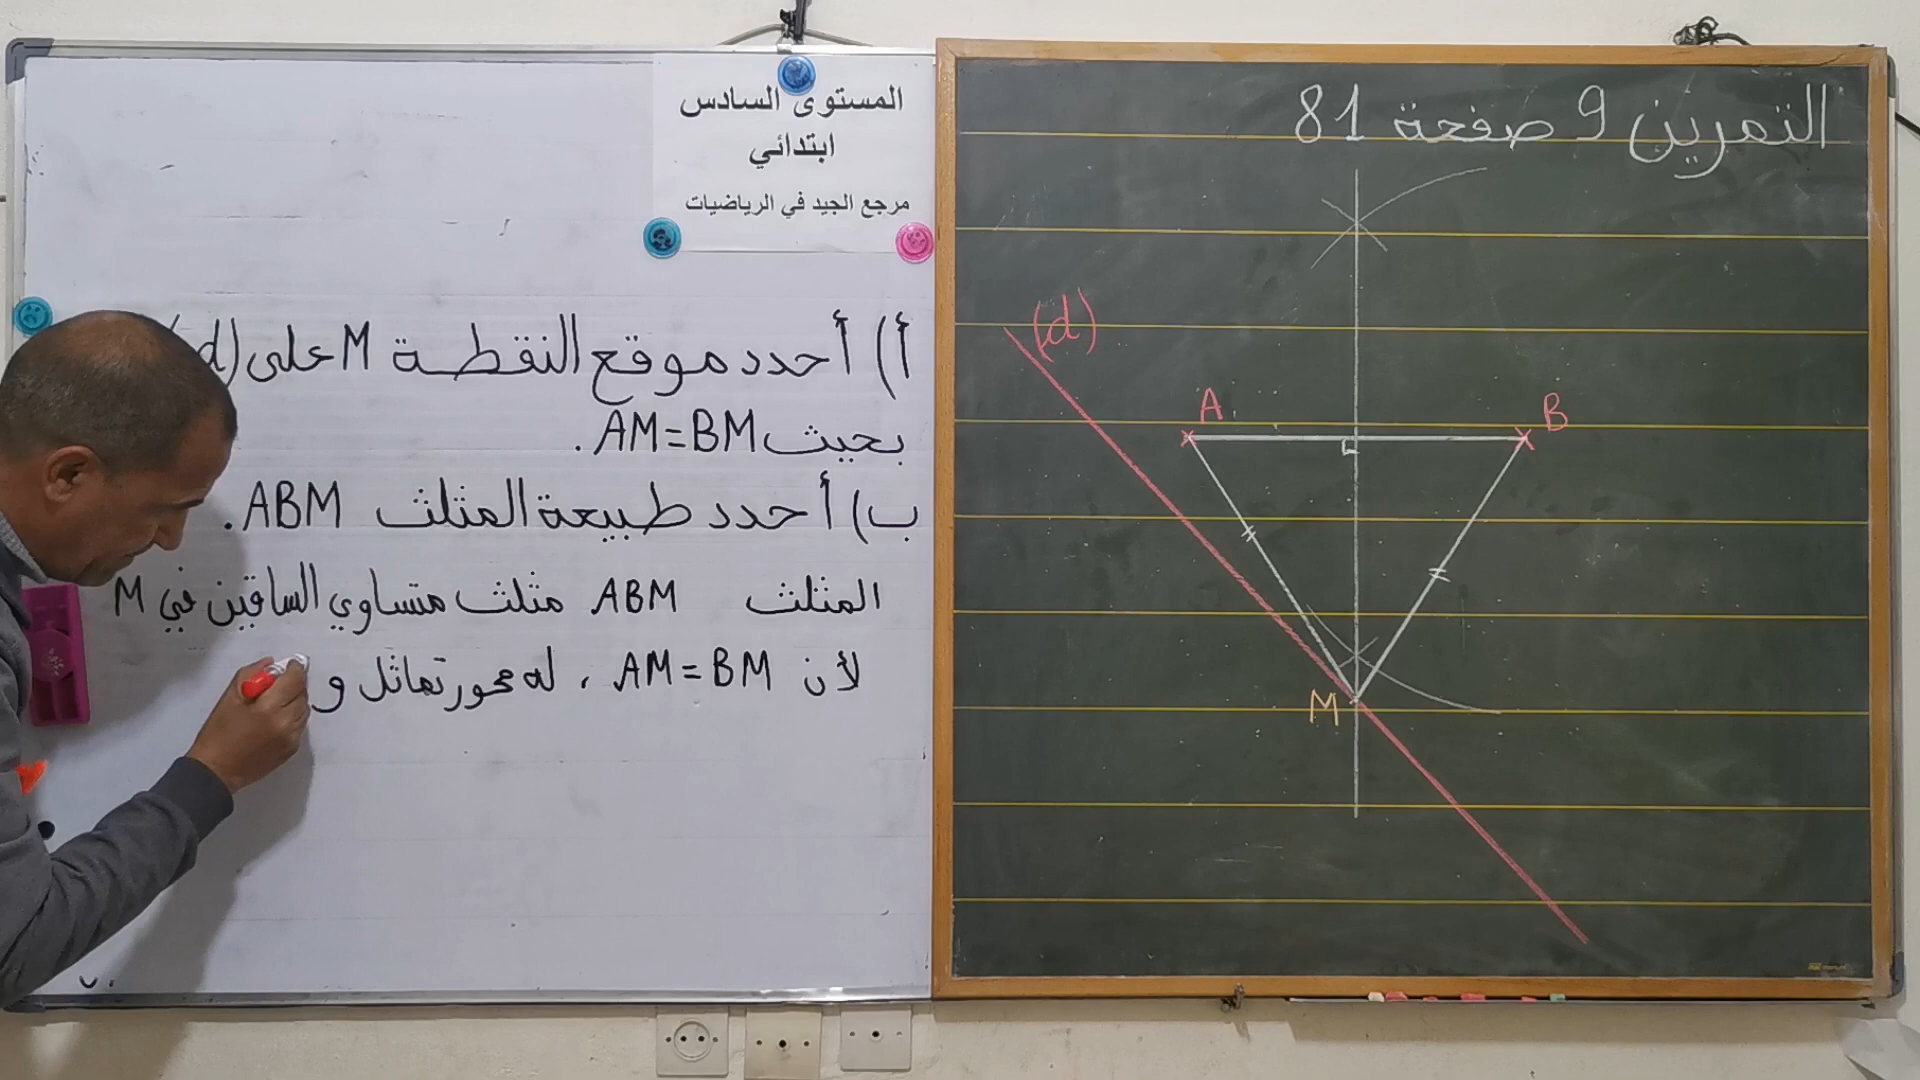 المستوى السادس
ابتدائي
مرجع الجيد في الرياضيات
أ) أحدد موقع النقطة M على (d
بحيث AM=BM.
ب) أحدد طبيعة المثلث ABM.
المثلث ABM مثلث متساوي الساقين في M
لأن AM=BM، له محور تماثل و
التمرين 9 صفحة 81
(d)
A
B
M